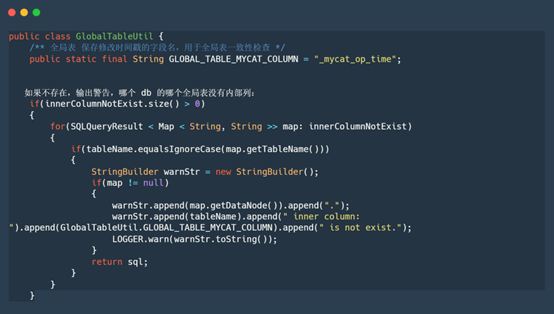 public class GlobalTableUtil {
    /** 全局表 保存修改时间戳的字段名，用于全局表一致性检查 */
    public static final String GLOBAL_TABLE_MYCAT_COLUMN = "_mycat_op_time";
   如果不存在，输出警告，哪个 db 的哪个全局表没有内部列：
    if(innerColumnNotExist.size() > 0)
    {
        for(SQLQueryResult < Map < String, String >> map: innerColumnNotExist)
        {
            if(tableName.equalsIgnoreCase(map.getTableName()))
            {
                StringBuilder warnStr = new StringBuilder();
                if(map != null)
                {
                    warnStr.append(map.getDataNode()).append(".");
                    warnStr.append(tableName).append(" inner column:
").append(GlobalTableUtil.GLOBAL_TABLE_MYCAT_COLUMN).append(" is not exist.");
                    LOGGER.warn(warnStr.toString());
                }
                return sql;
            }
        }
    }